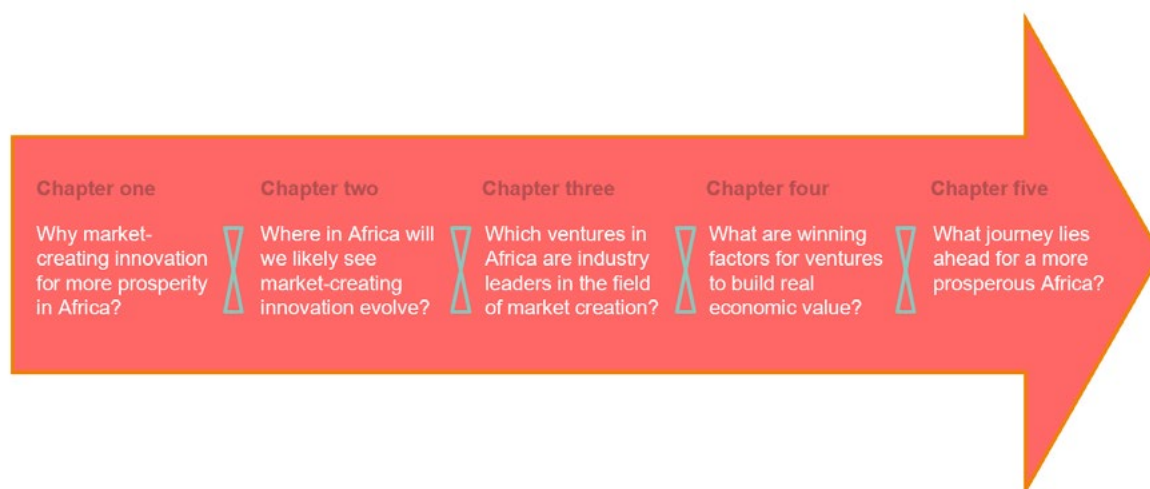 Chapter one
Why market-
creating innovation
for more prosperity
in Africa?
Chapter two
Where in Africa will
we likely see
market-creating
innovation evolve?
Chapter three
Which ventures in
Africa are industry
leaders in the field
of market creation?
Chapter four
What are winning
factors for ventures
to build real
economic value?
Chapter five
What journey lies
ahead for a more
prosperous Africa?